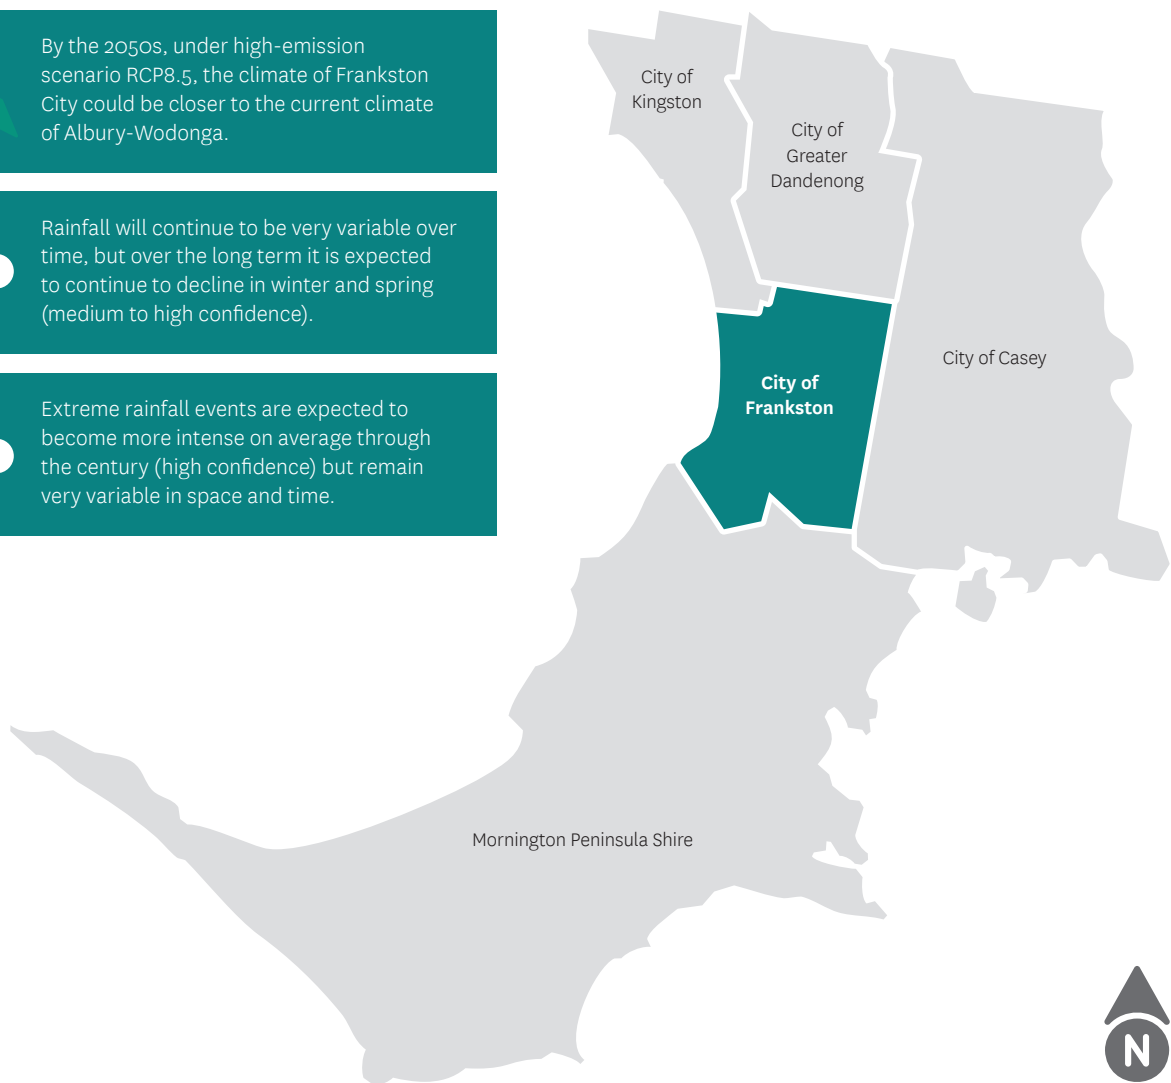 By the 2050s, under high-emission
scenario RCP8.5, the climate of Frankston
City could be closer to the current climate
of Albury-Wodonga.
Rainfall will continue to be very variable over
time, but over the long term it is expected
to continue to decline in winter and spring
(medium to high confidence).
Extreme rainfall events are expected to
become more intense on average through
the century (high confidence) but remain
very variable in space and time.
City of
Kingston
City of
Greater
Dandenong
City of
Frankston
City of Casey
Mornington Peninsula Shire
N